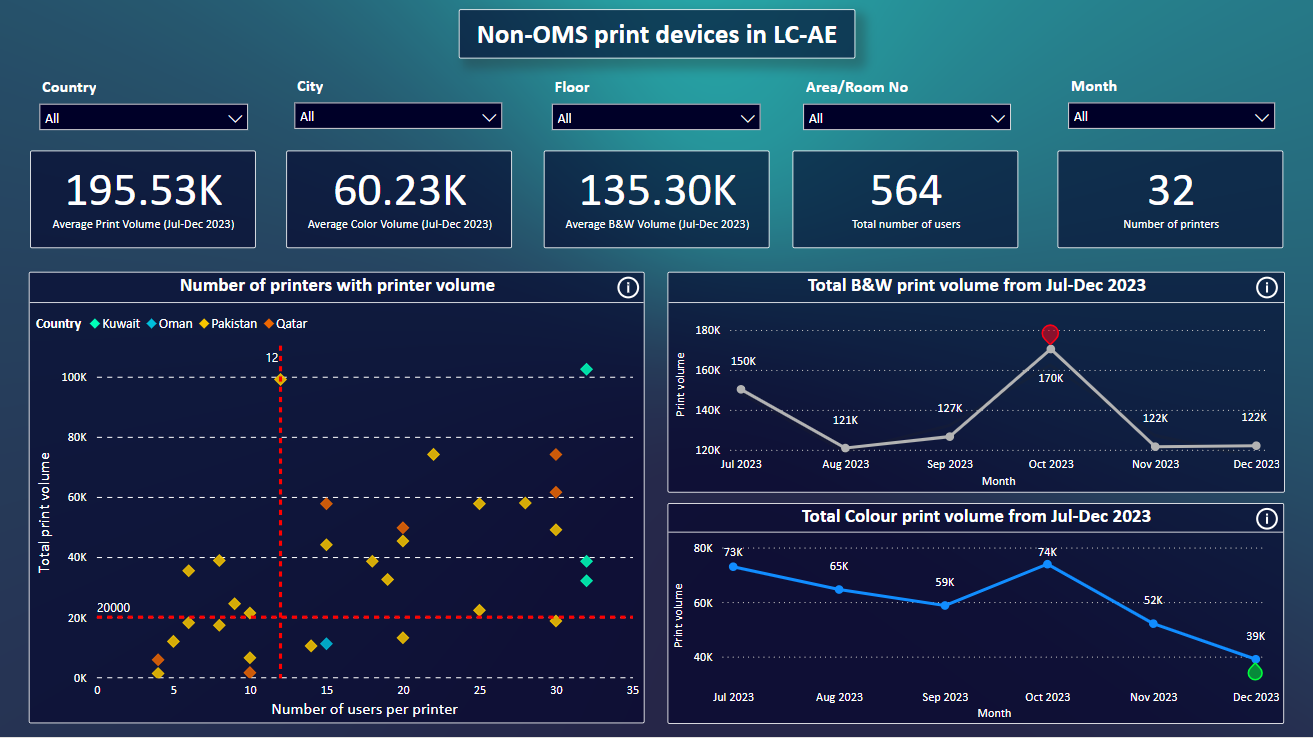 Non-OMS print devices in LC-AE
Country
City
Floor
Area/Room No
Month
All
All
All
All
All
195.53K
Average Print Volume (Jul-Dec 2023)
60.23K
Average Color Volume (Jul-Dec 2023)
135.30K
Average B&W Volume (Jul-Dec 2023)
564
Total number of users
32
Number of printers
Number of printers with printer volume
Country Kuwait Oman Pakistan Qatar
12
100K
80K
60K
40K
20000
20K
0K
Total print volume
0 5 10 15 20 25 30 35
Number of users per printer
Total B&W print volume from Jul-Dec 2023
180K
160K
140K
120K
Print volume
150K
121K
127K
170K
122K
122K
Jul 2023 Aug 2023 Sep 2023 Oct 2023 Nov 2023 Dec 2023
Month
Total Colour print volume from Jul-Dec 2023
80K
60K
40K
Print volume
73K
65K
59K
74K
52K
39K
Jul 2023 Aug 2023 Sep 2023 Oct 2023 Nov 2023 Dec 2023
Month